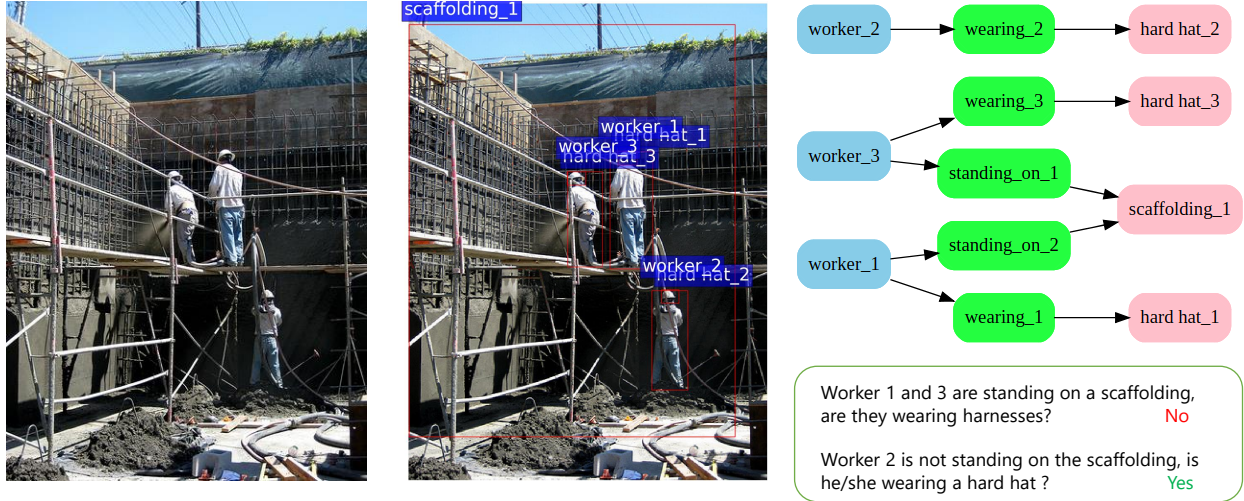 scaffolding_1
worker_1
hard hat_1
worker_3
hard hat_3
worker_2
hard hat_2
worker_2 wearing_2 hard hat_2
wearing_3 hard hat_3
worker_3
standing_on_1
scaffolding_1
standing_on_2
worker_1
wearing_1 hard hat_1
Worker 1 and 3 are standing on a scaffolding,
are they wearing harnesses? No
Worker 2 is not standing on the scaffolding, is
he/she wearing a hard hat ? Yes